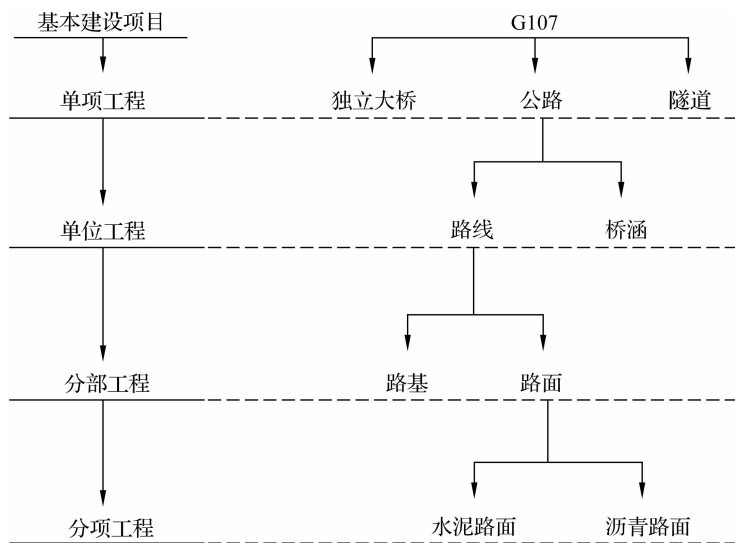 基本建设项目 G107
单项工程 独立大桥 公路 隧道
单位工程 路线 桥涵
分部工程 路基 路面
分项工程 水泥路面 沥青路面